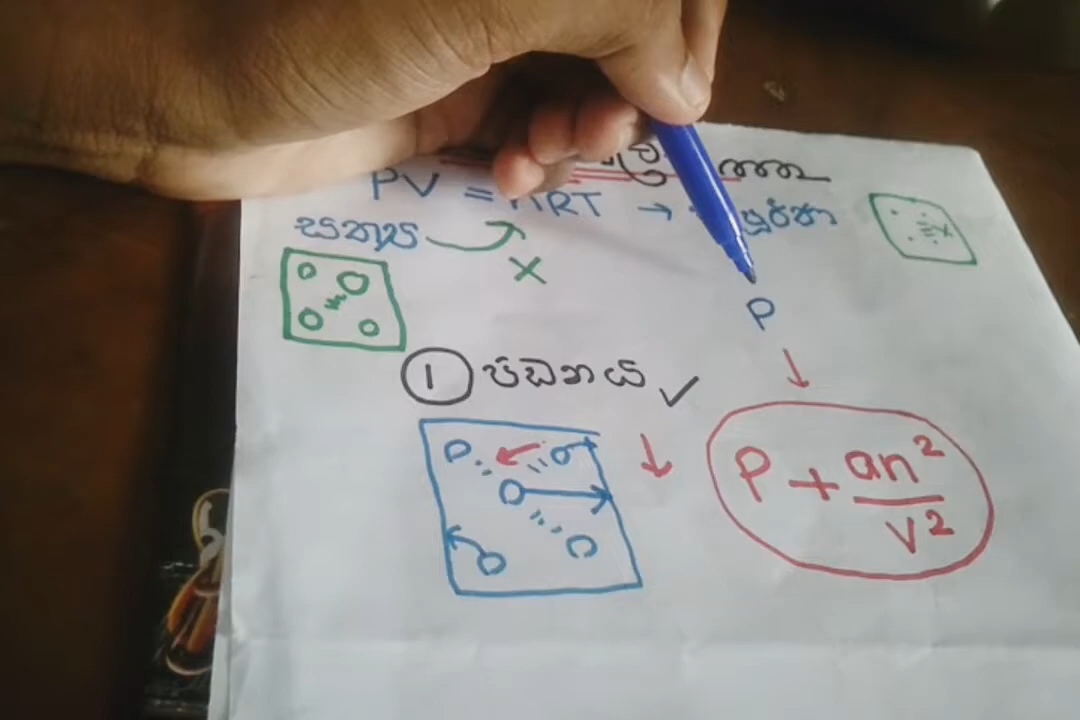 PV = nRT →
සත්‍ය
x
P
① පීඩනය ✓
P + an²/V²